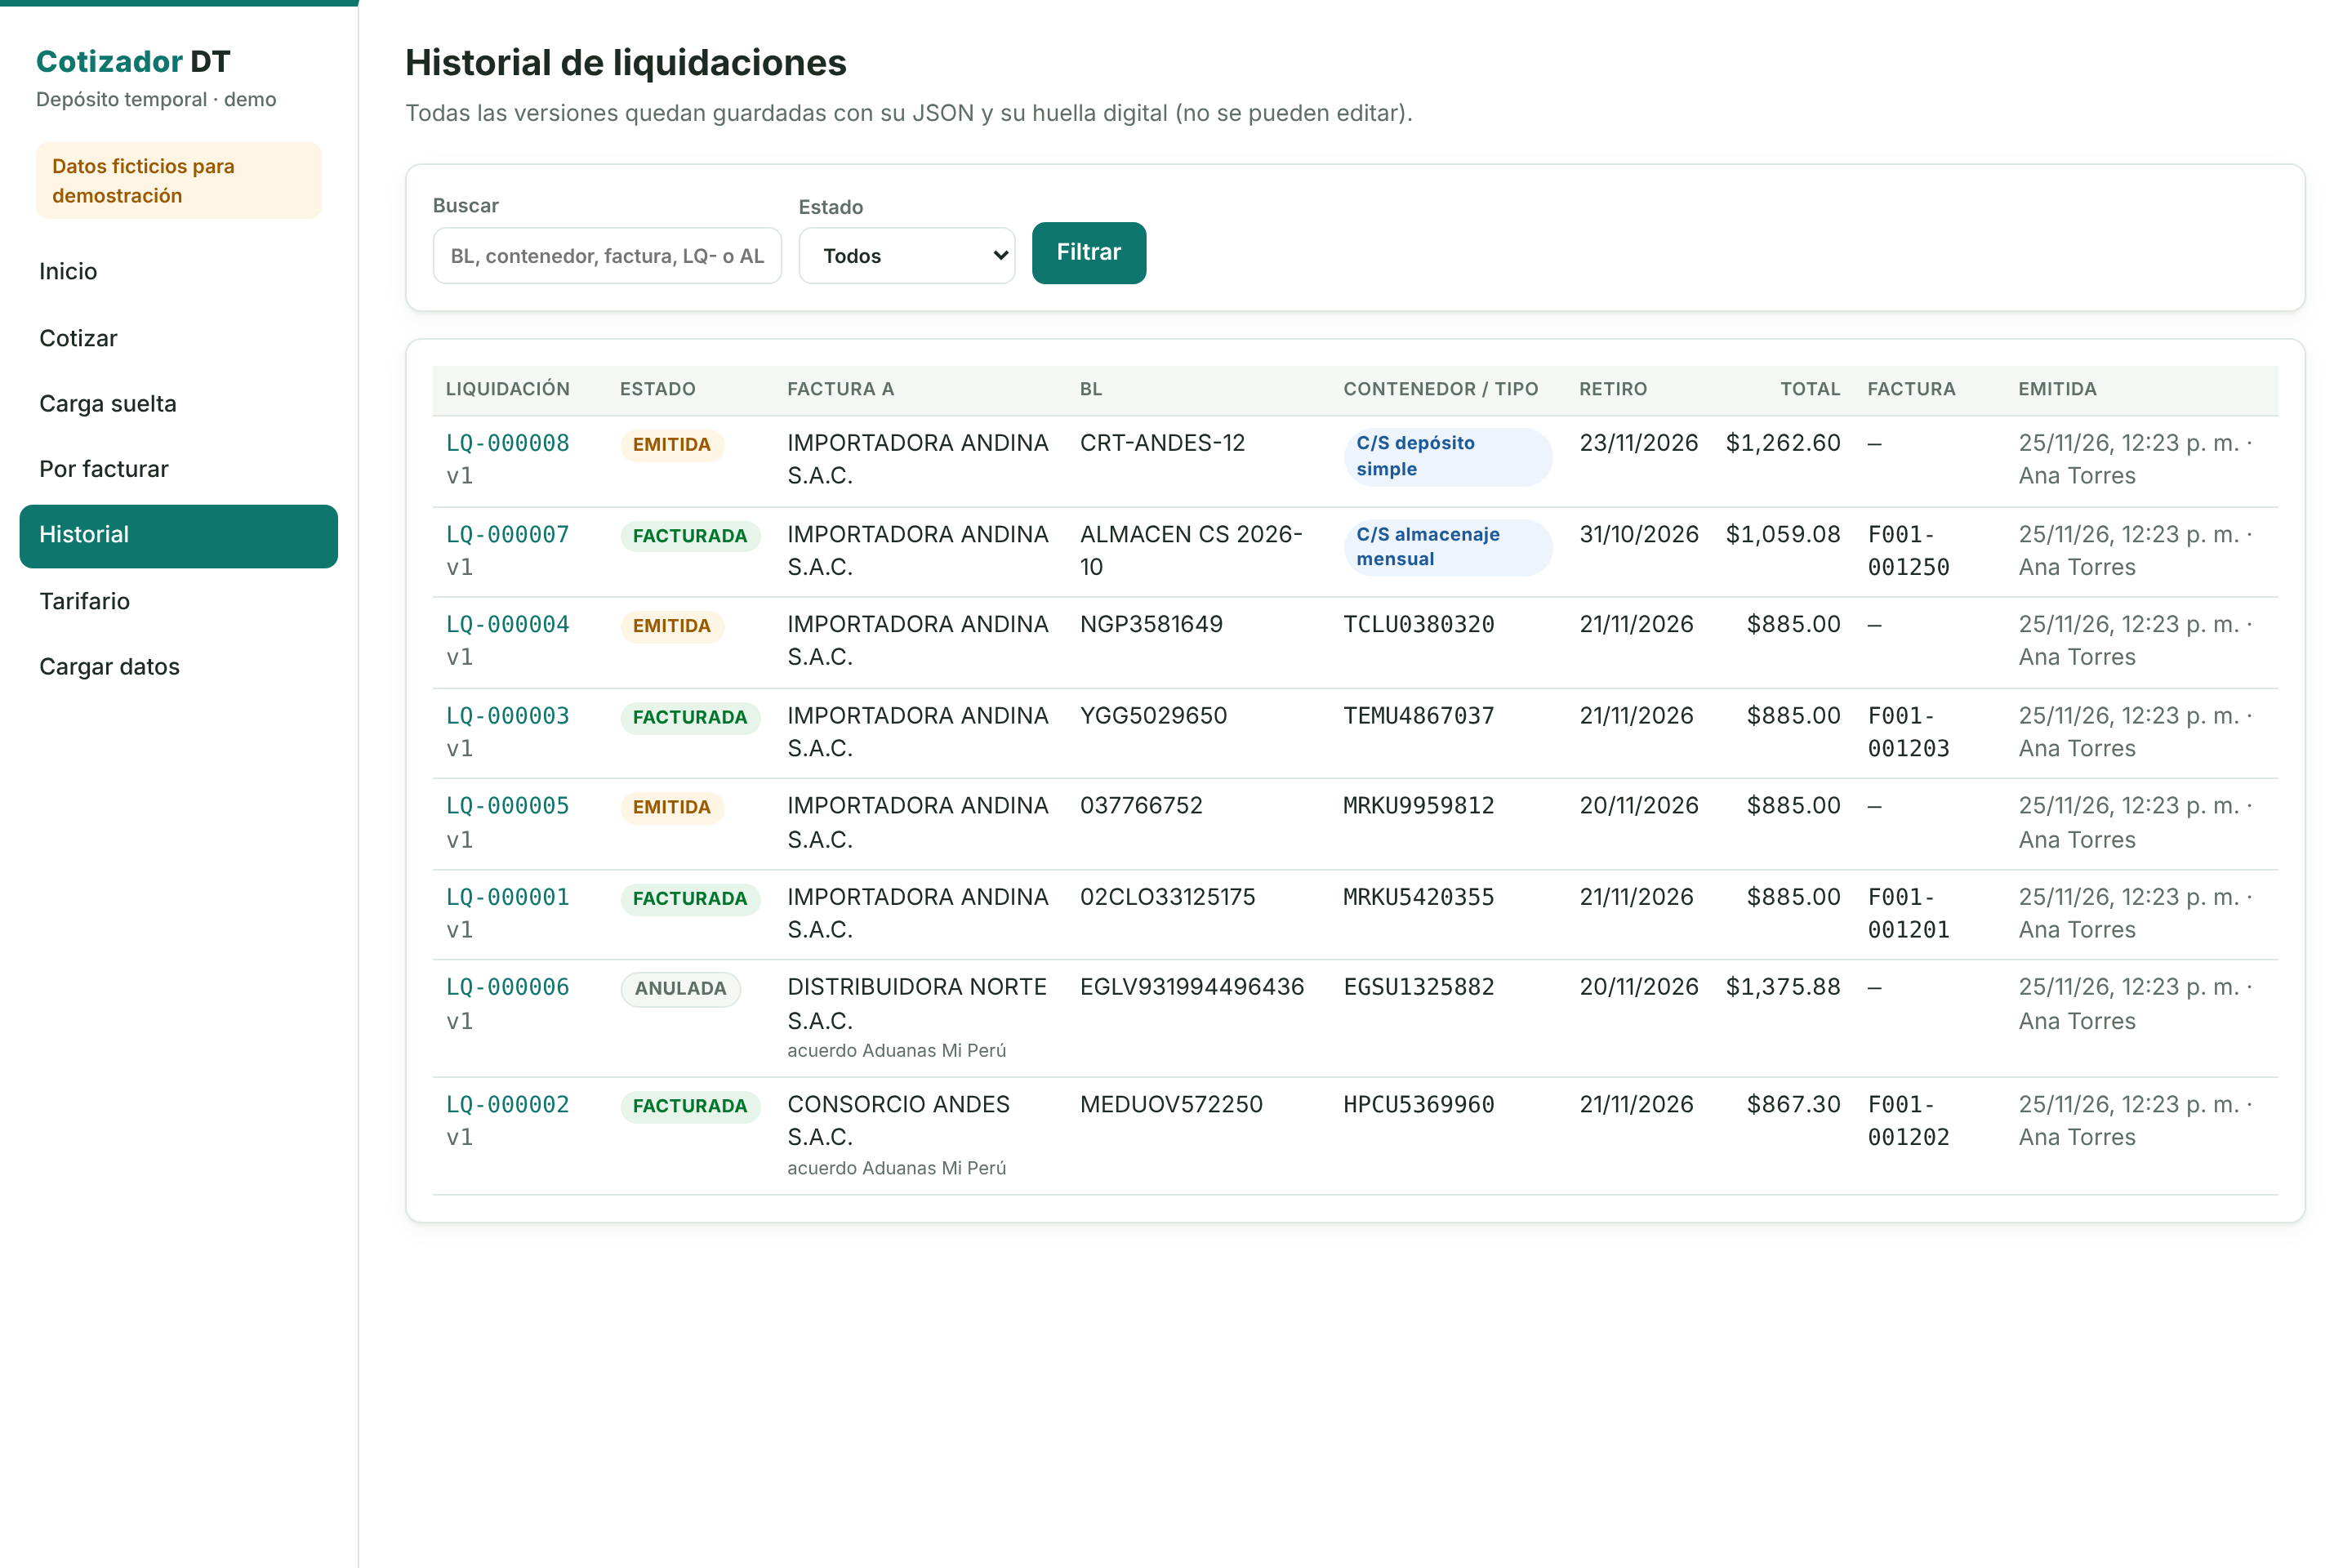 Cotizador DT
Depósito temporal · demo
Datos ficticios para
demostración
Inicio
Cotizar
Carga suelta
Por facturar
Historial
Tarifario
Cargar datos
Historial de liquidaciones
Todas las versiones quedan guardadas con su JSON y su huella digital (no se pueden editar).
Buscar
Estado
BL, contenedor, factura, LQ- o AL
Todos
Filtrar
LIQUIDACIÓN ESTADO FACTURA A BL CONTENEDOR / TIPO RETIRO TOTAL FACTURA EMITIDA
LQ-000008 EMITIDA IMPORTADORA ANDINA CRT-ANDES-12 C/S depósito 23/11/2026 $1,262.60 – 25/11/26, 12:23 p. m. ·
v1 S.A.C. simple Ana Torres
LQ-000007 FACTURADA IMPORTADORA ANDINA ALMACEN CS 2026- C/S almacenaje 31/10/2026 $1,059.08 F001- 25/11/26, 12:23 p. m. ·
v1 S.A.C. 10 mensual 001250 Ana Torres
LQ-000004 EMITIDA IMPORTADORA ANDINA NGP3581649 TCLU0380320 21/11/2026 $885.00 – 25/11/26, 12:23 p. m. ·
v1 S.A.C. Ana Torres
LQ-000003 FACTURADA IMPORTADORA ANDINA YGG5029650 TEMU4867037 21/11/2026 $885.00 F001- 25/11/26, 12:23 p. m. ·
v1 S.A.C. 001203 Ana Torres
LQ-000005 EMITIDA IMPORTADORA ANDINA 037766752 MRKU9959812 20/11/2026 $885.00 – 25/11/26, 12:23 p. m. ·
v1 S.A.C. Ana Torres
LQ-000001 FACTURADA IMPORTADORA ANDINA 02CLO33125175 MRKU5420355 21/11/2026 $885.00 F001- 25/11/26, 12:23 p. m. ·
v1 S.A.C. 001201 Ana Torres
LQ-000006 ANULADA DISTRIBUIDORA NORTE EGLV931994496436 EGSU1325882 20/11/2026 $1,375.88 – 25/11/26, 12:23 p. m. ·
v1 S.A.C. Ana Torres
acuerdo Aduanas Mi Perú
LQ-000002 FACTURADA CONSORCIO ANDES MEDUOV572250 HPCU5369960 21/11/2026 $867.30 F001- 25/11/26, 12:23 p. m. ·
v1 S.A.C. 001202 Ana Torres
acuerdo Aduanas Mi Perú